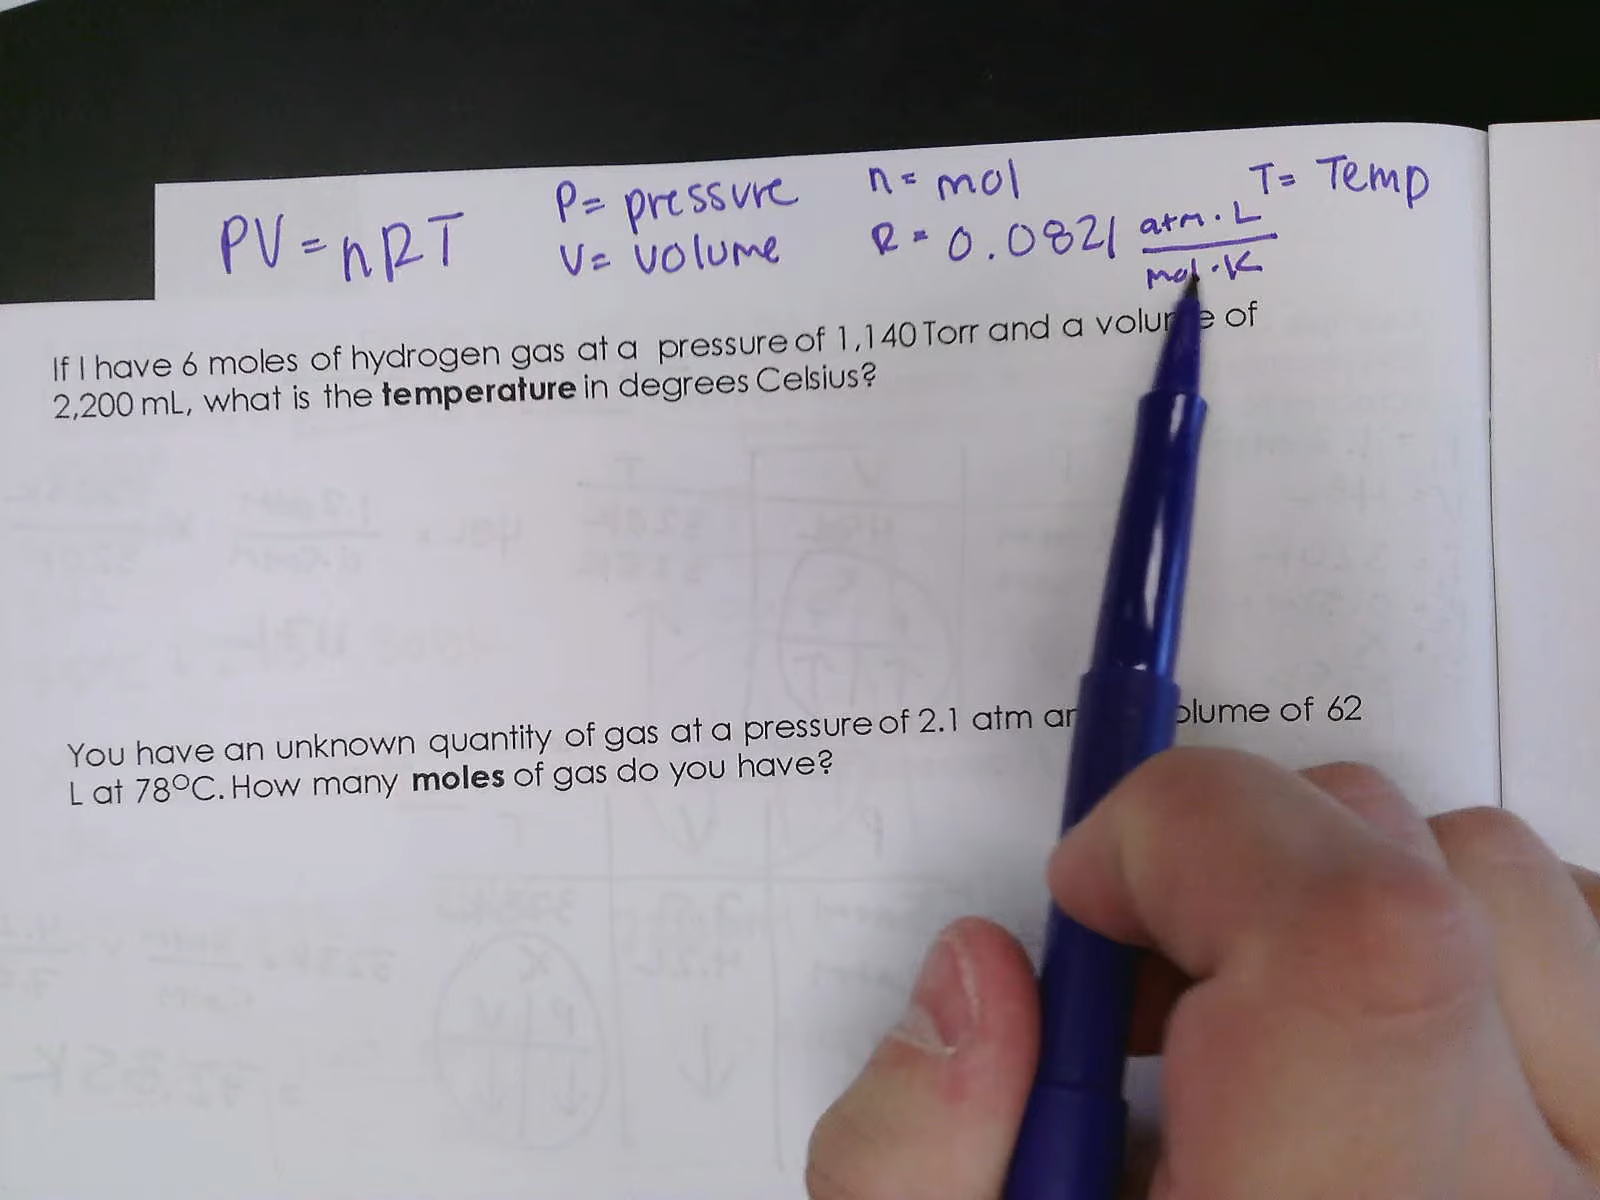 PV = nRT
P = pressure
V = volume
n = mol
R = 0.0821 atm · L / mol · K
T = Temp
If I have 6 moles of hydrogen gas at a pressure of 1,140 Torr and a volume of
2,200 mL, what is the temperature in degrees Celsius?
You have an unknown quantity of gas at a pressure of 2.1 atm an olume of 62
L at 78°C. How many moles of gas do you have?